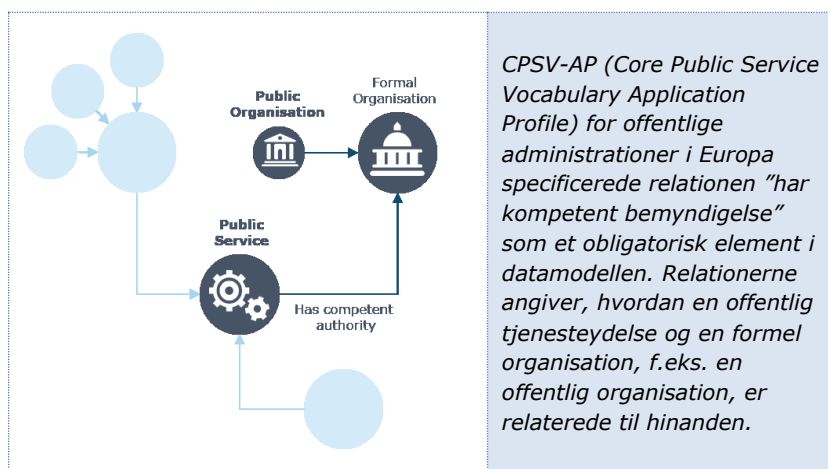 Public
Organisation
Formal
Organisation
Public
Service
Has competent
authority
CPSV-AP (Core Public Service
Vocabulary Application
Profile) for offentlige
administrationer i Europa
specificerede relationen ”har
kompetent bemyndigelse”
som et obligatorisk element i
datamodellen. Relationerne
angiver, hvordan en offentlig
tjenesteydelse og en formel
organisation, f.eks. en
offentlig organisation, er
relaterede til hinanden.